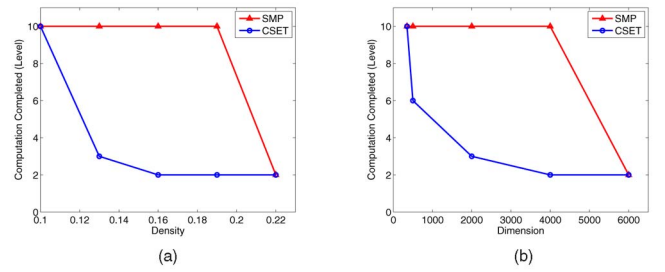 Computation Completed (Level)
10
8
6
4
2
0
0.1 0.12 0.14 0.16 0.18 0.2 0.22
Density
SMP
CSET
(a)
Computation Completed (Level)
10
8
6
4
2
0
0 1000 2000 3000 4000 5000 6000
Dimension
SMP
CSET
(b)